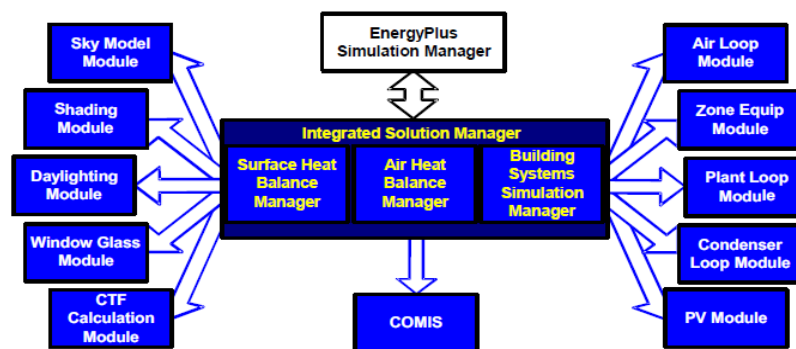 EnergyPlus
Simulation Manager
Sky Model
Module
Shading
Module
Daylighting
Module
Window Glass
Module
CTF
Calculation
Module
Integrated Solution Manager
Surface Heat
Balance
Manager
Air Heat
Balance
Manager
Building
Systems
Simulation
Manager
COMIS
Air Loop
Module
Zone Equip
Module
Plant Loop
Module
Condenser
Loop Module
PV Module